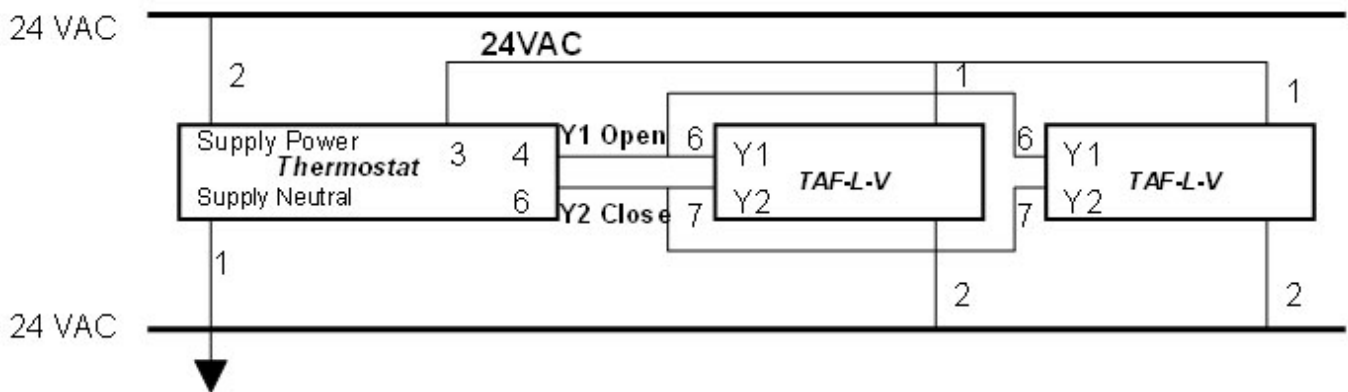 24 VAC
24VAC
2
1
1
Y1 Open
6
6
Supply Power
Thermostat
3
4
Y1
TAF-L-V
Y1
TAF-L-V
Supply Neutral
6
Y2
Y2
Y2 Close
7
7
1
2
2
24 VAC